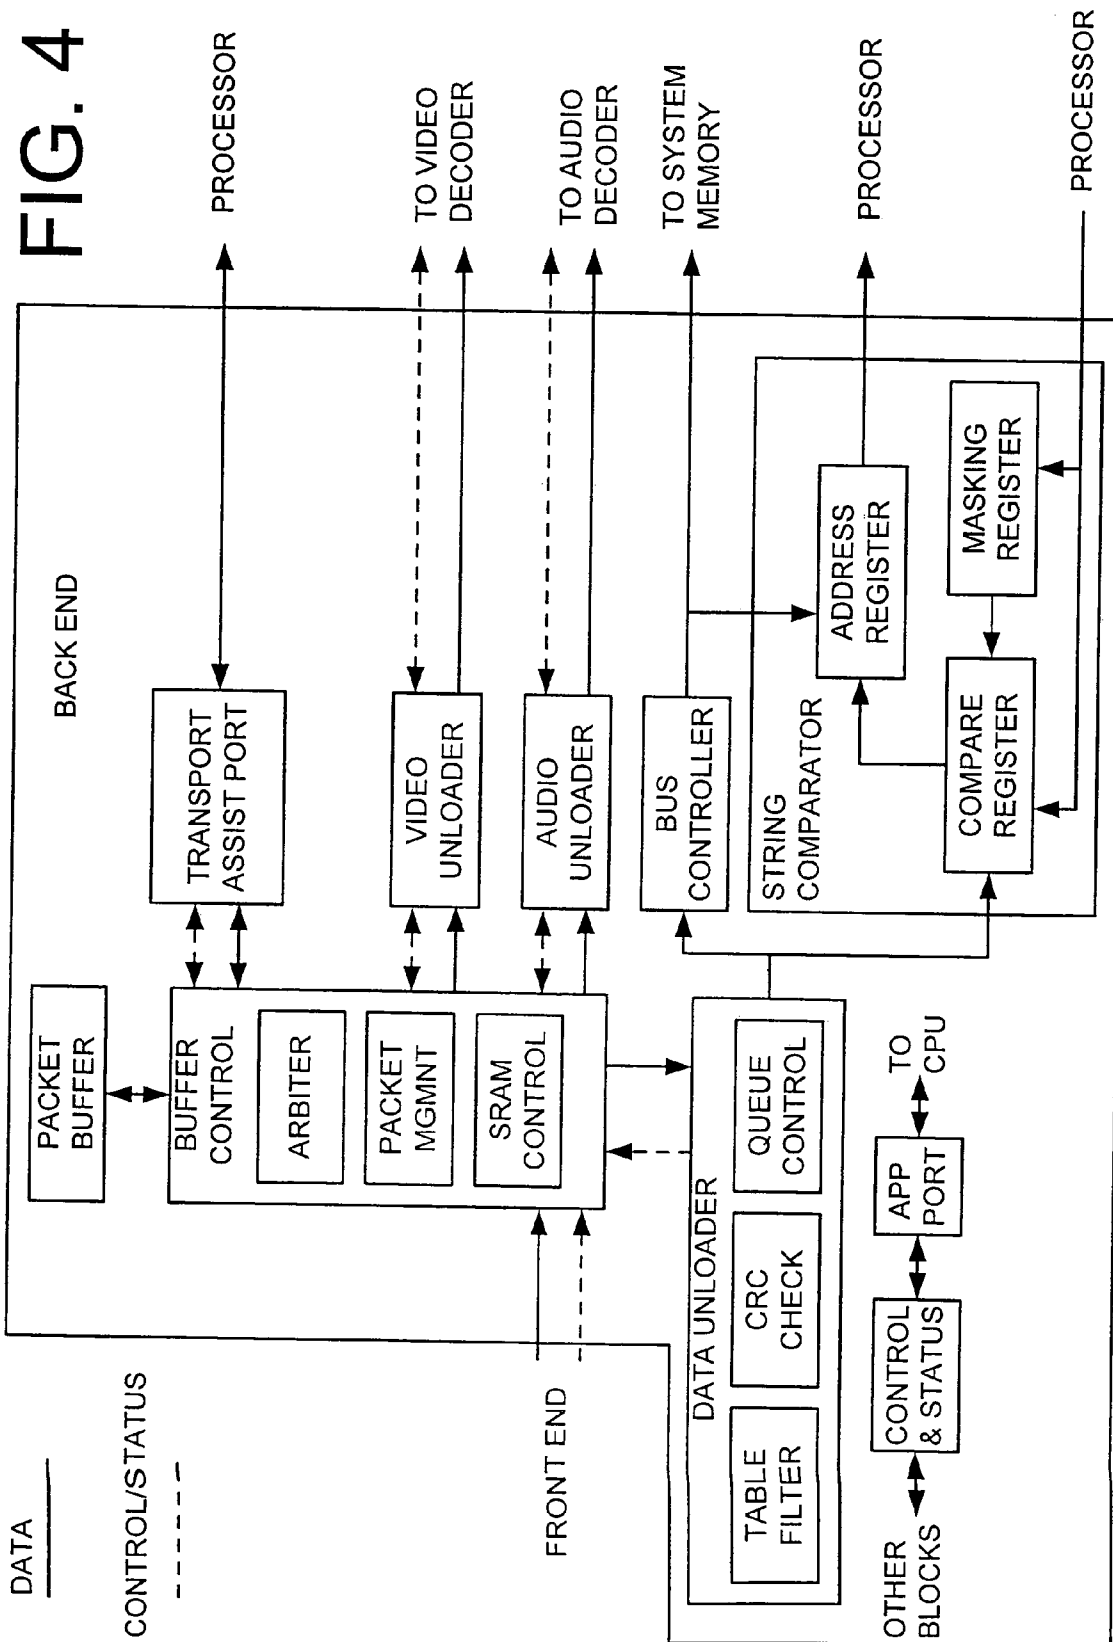 FIG. 4
DATA
CONTROL/STATUS
BACK END
PACKET
BUFFER
BUFFER
CONTROL
ARBITER
PACKET
MGMNT
SRAM
CONTROL
TRANSPORT
ASSIST PORT
PROCESSOR
VIDEO
UNLOADER
TO VIDEO
DECODER
AUDIO
UNLOADER
TO AUDIO
DECODER
FRONT END
BUS
CONTROLLER
TO SYSTEM
MEMORY
DATA UNLOADER
TABLE
FILTER
CRC
CHECK
QUEUE
CONTROL
STRING
COMPARATOR
ADDRESS
REGISTER
PROCESSOR
COMPARE
REGISTER
MASKING
REGISTER
PROCESSOR
OTHER
BLOCKS
CONTROL
& STATUS
APP
PORT
TO
CPU